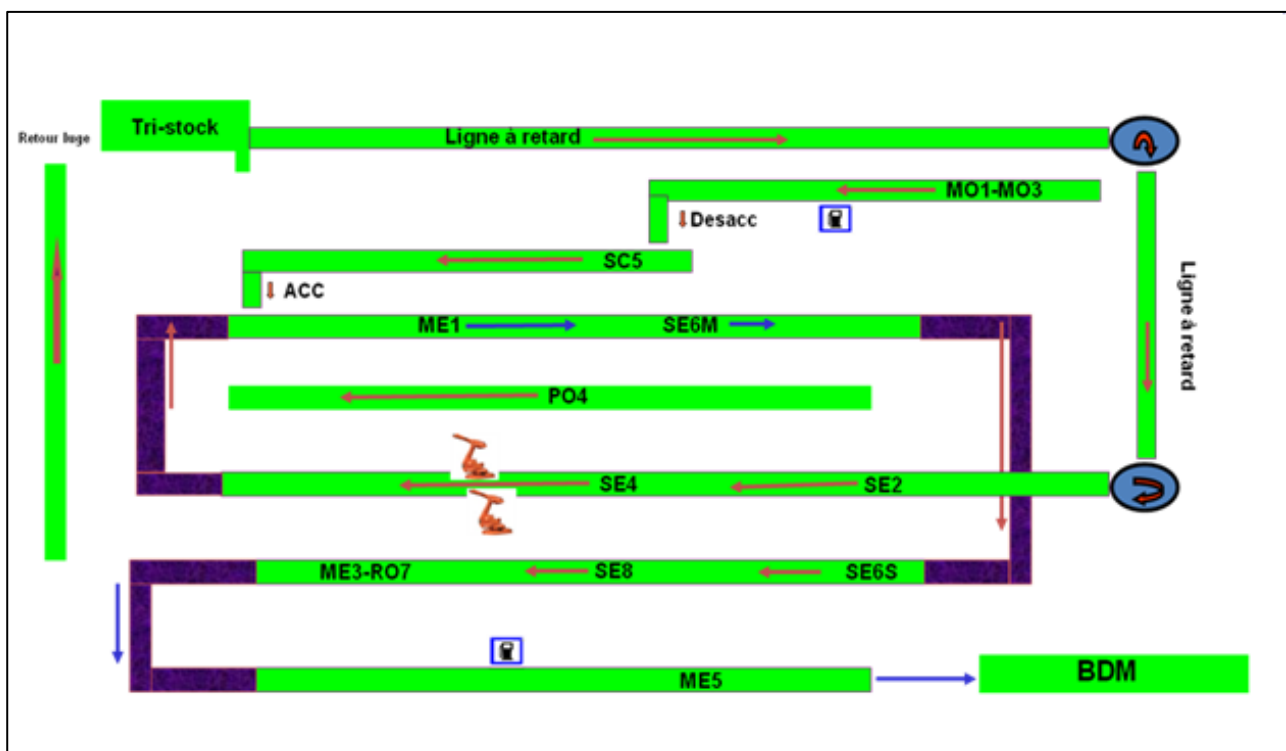 Tri-stock
Retour luge
Ligne à retard
MO1-MO3
Desacc
SC5
ACC
ME1
SE6M
Ligne à retard
PO4
SE4
SE2
ME3-RO7
SE8
SE6S
ME5
BDM